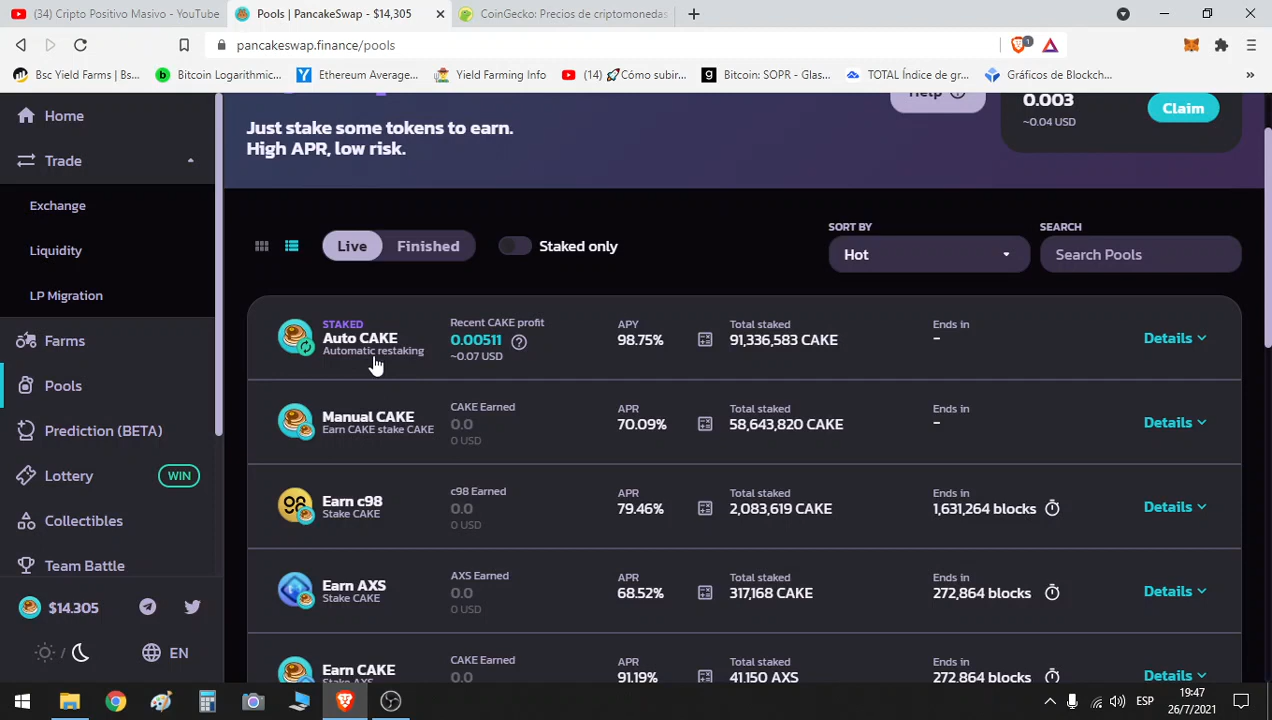 (34) Cripto Positivo Masivo - YouTube
Pools | PancakeSwap - $14,305
CoinGecko: Precios de criptomonedas
pancakeswap.finance/pools
1
Bsc Yield Farms | Bs...
Bitcoin Logarithmic...
Ethereum Average...
Yield Farming Info
(14) 🚀Cómo subir...
Bitcoin: SOPR - Glas...
TOTAL Índice de gr...
Gráficos de Blockch...
Home
Trade
Exchange
Liquidity
LP Migration
Farms
Pools
Prediction (BETA)
Lottery
WIN
Collectibles
Team Battle
$14.305
/
EN
Just stake some tokens to earn.
High APR, low risk.
Help
0.003
~0.04 USD
Claim
Live
Finished
Staked only
SORT BY
Hot
SEARCH
Search Pools
STAKED
Auto CAKE
Automatic restaking
Recent CAKE profit
0.00511
~0.07 USD
APY
98.75%
Total staked
91,336,583 CAKE
Ends in
-
Details
Manual CAKE
Earn CAKE stake CAKE
CAKE Earned
0.0
0 USD
APR
70.09%
Total staked
58,643,820 CAKE
Ends in
-
Details
Earn c98
Stake CAKE
c98 Earned
0.0
0 USD
APR
79.46%
Total staked
2,083,619 CAKE
Ends in
1,631,264 blocks
Details
Earn AXS
Stake CAKE
AXS Earned
0.0
0 USD
APR
68.52%
Total staked
317,168 CAKE
Ends in
272,864 blocks
Details
Earn CAKE
Stake AXS
CAKE Earned
0.0
APR
91.19%
Total staked
41,150 AXS
Ends in
272,864 blocks
Details
ESP
19:47
26/7/2021